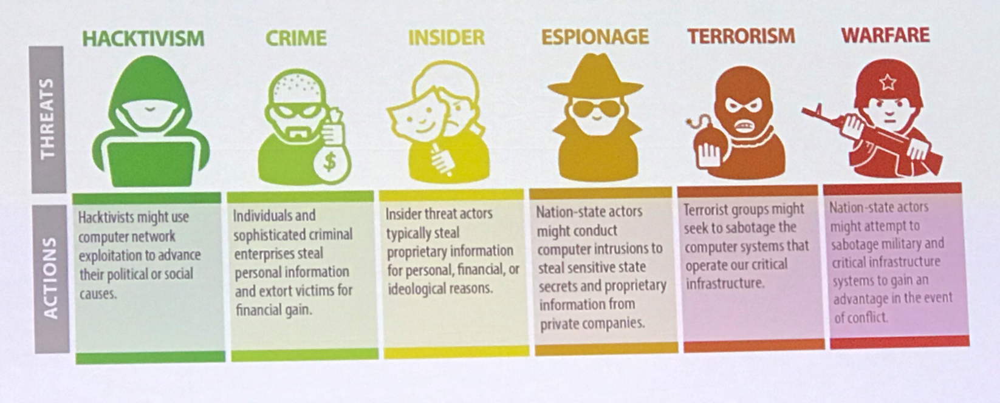 HACKTIVISM
CRIME
INSIDER
ESPIONAGE
TERRORISM
WARFARE
THREATS
$
ACTIONS
Hacktivists might use
computer network
exploitation to advance
their political or social
causes.
Individuals and
sophisticated criminal
enterprises steal
personal information
and extort victims for
financial gain.
Insider threat actors
typically steal
proprietary information
for personal, financial, or
ideological reasons.
Nation-state actors
might conduct
computer intrusions to
steal sensitive state
secrets and proprietary
information from
private companies.
Terrorist groups might
seek to sabotage the
computer systems that
operate our critical
infrastructure.
Nation-state actors
might attempt to
sabotage military and
critical infrastructure
systems to gain an
advantage in the event
of conflict.